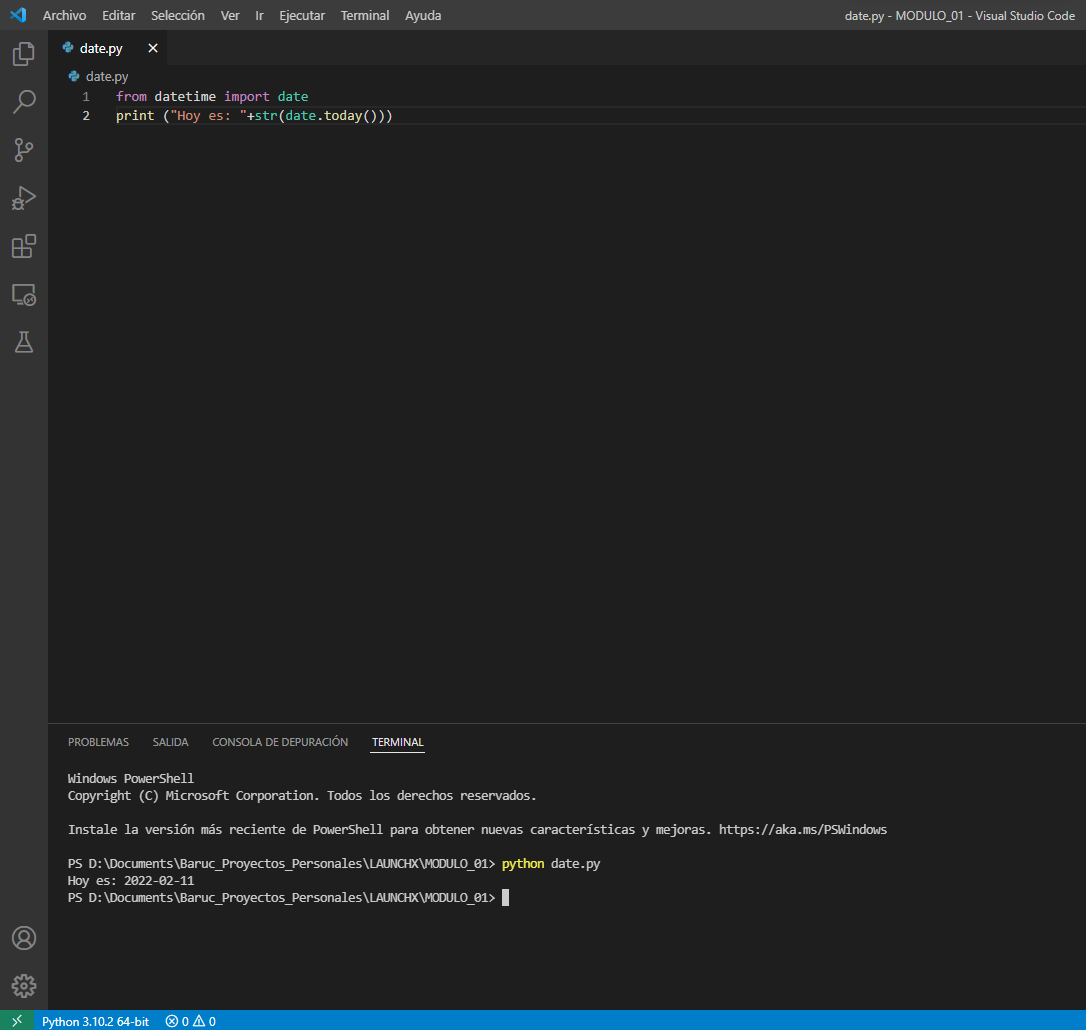 Archivo Editar Selección Ver Ir Ejecutar Terminal Ayuda date.py - MODULO_01 - Visual Studio Code
date.py
date.py
1 from datetime import date
2 print ("Hoy es: "+str(date.today()))
PROBLEMAS SALIDA CONSOLA DE DEPURACIÓN TERMINAL
Windows PowerShell
Copyright (C) Microsoft Corporation. Todos los derechos reservados.
Instale la versión más reciente de PowerShell para obtener nuevas características y mejoras. https://aka.ms/PSWindows
PS D:\Documents\Baruc_Proyectos_Personales\LAUNCHX\MODULO_01> python date.py
Hoy es: 2022-02-11
PS D:\Documents\Baruc_Proyectos_Personales\LAUNCHX\MODULO_01>
Python 3.10.2 64-bit 0 0